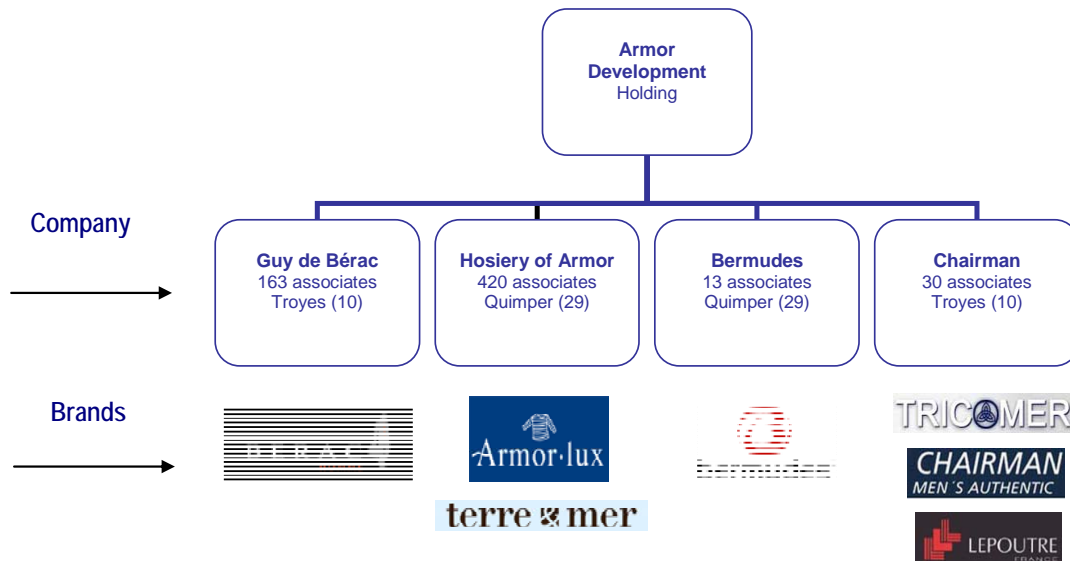 Armor
Development
Holding
Company
Guy de Bérac
163 associates
Troyes (10)
Hosiery of Armor
420 associates
Quimper (29)
Bermudes
13 associates
Quimper (29)
Chairman
30 associates
Troyes (10)
Brands
BERAC
Armor·lux
terre mer
bermudes
TRICOMER
CHAIRMAN
MEN´S AUTHENTIC
LEPOUTRE
FRANCE